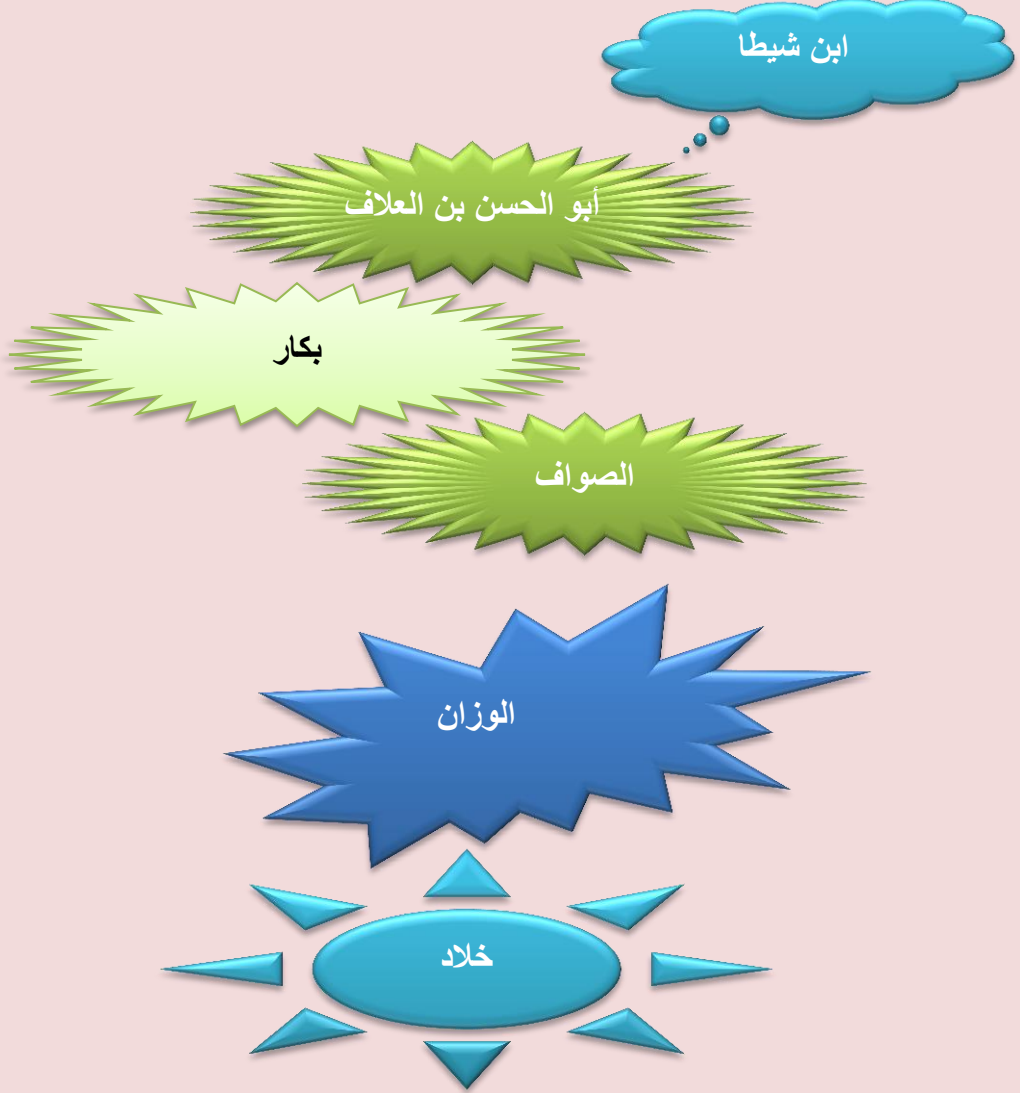 ابن شيطا
أبو الحسن بن العلاف
بكار
الصواف
الوزان
خلاد